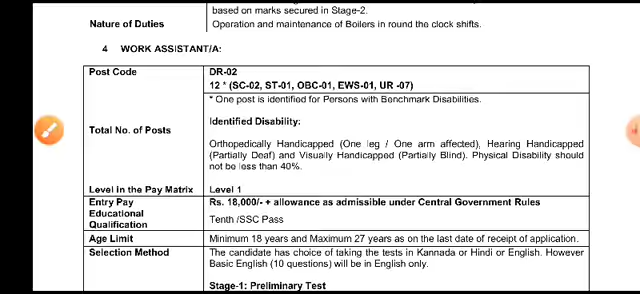 based on marks secured in Stage-2.
Nature of Duties Operation and maintenance of Boilers in round the clock shifts.
4 WORK ASSISTANT/A:
Post Code DR-02
12 * (SC-02, ST-01, OBC-01, EWS-01, UR -07)
* One post is identified for Persons with Benchmark Disabilities.
Identified Disability:
Total No. of Posts
Orthopedically Handicapped (One leg / One arm affected), Hearing Handicapped
(Partially Deaf) and Visually Handicapped (Partially Blind). Physical Disability should
not be less than 40%.
Level in the Pay Matrix Level 1
Entry Pay Rs. 18,000/- + allowance as admissible under Central Government Rules
Educational
Qualification Tenth /SSC Pass
Age Limit Minimum 18 years and Maximum 27 years as on the last date of receipt of application.
Selection Method The candidate has choice of taking the tests in Kannada or Hindi or English. However
Basic English (10 questions) will be in English only.
Stage-1: Preliminary Test